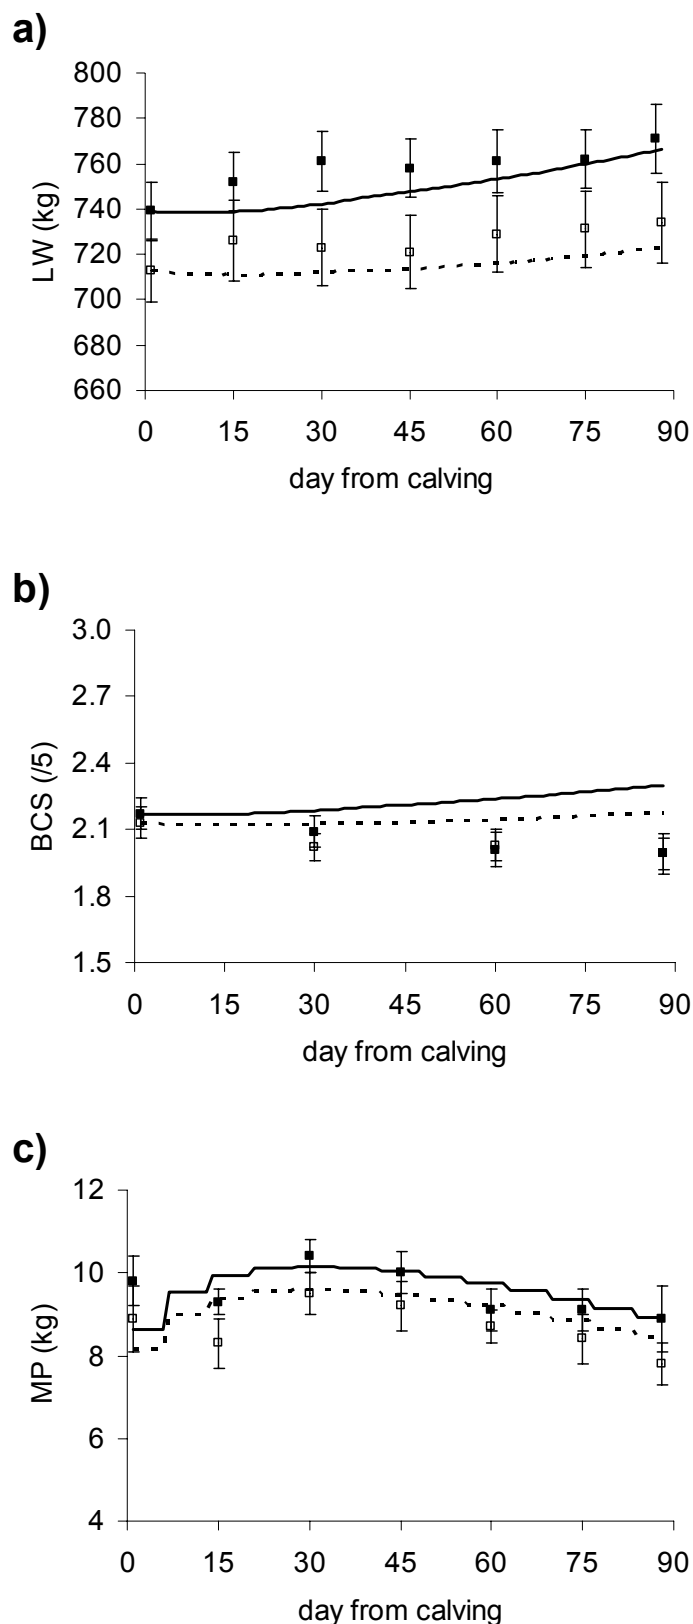 a)
800
780
760
740
720
700
680
660
LW (kg)
0 15 30 45 60 75 90
day from calving
b)
3.0
2.7
2.4
2.1
1.8
1.5
BCS (/5)
0 15 30 45 60 75 90
day from calving
c)
12
10
8
6
4
MP (kg)
0 15 30 45 60 75 90
day from calving